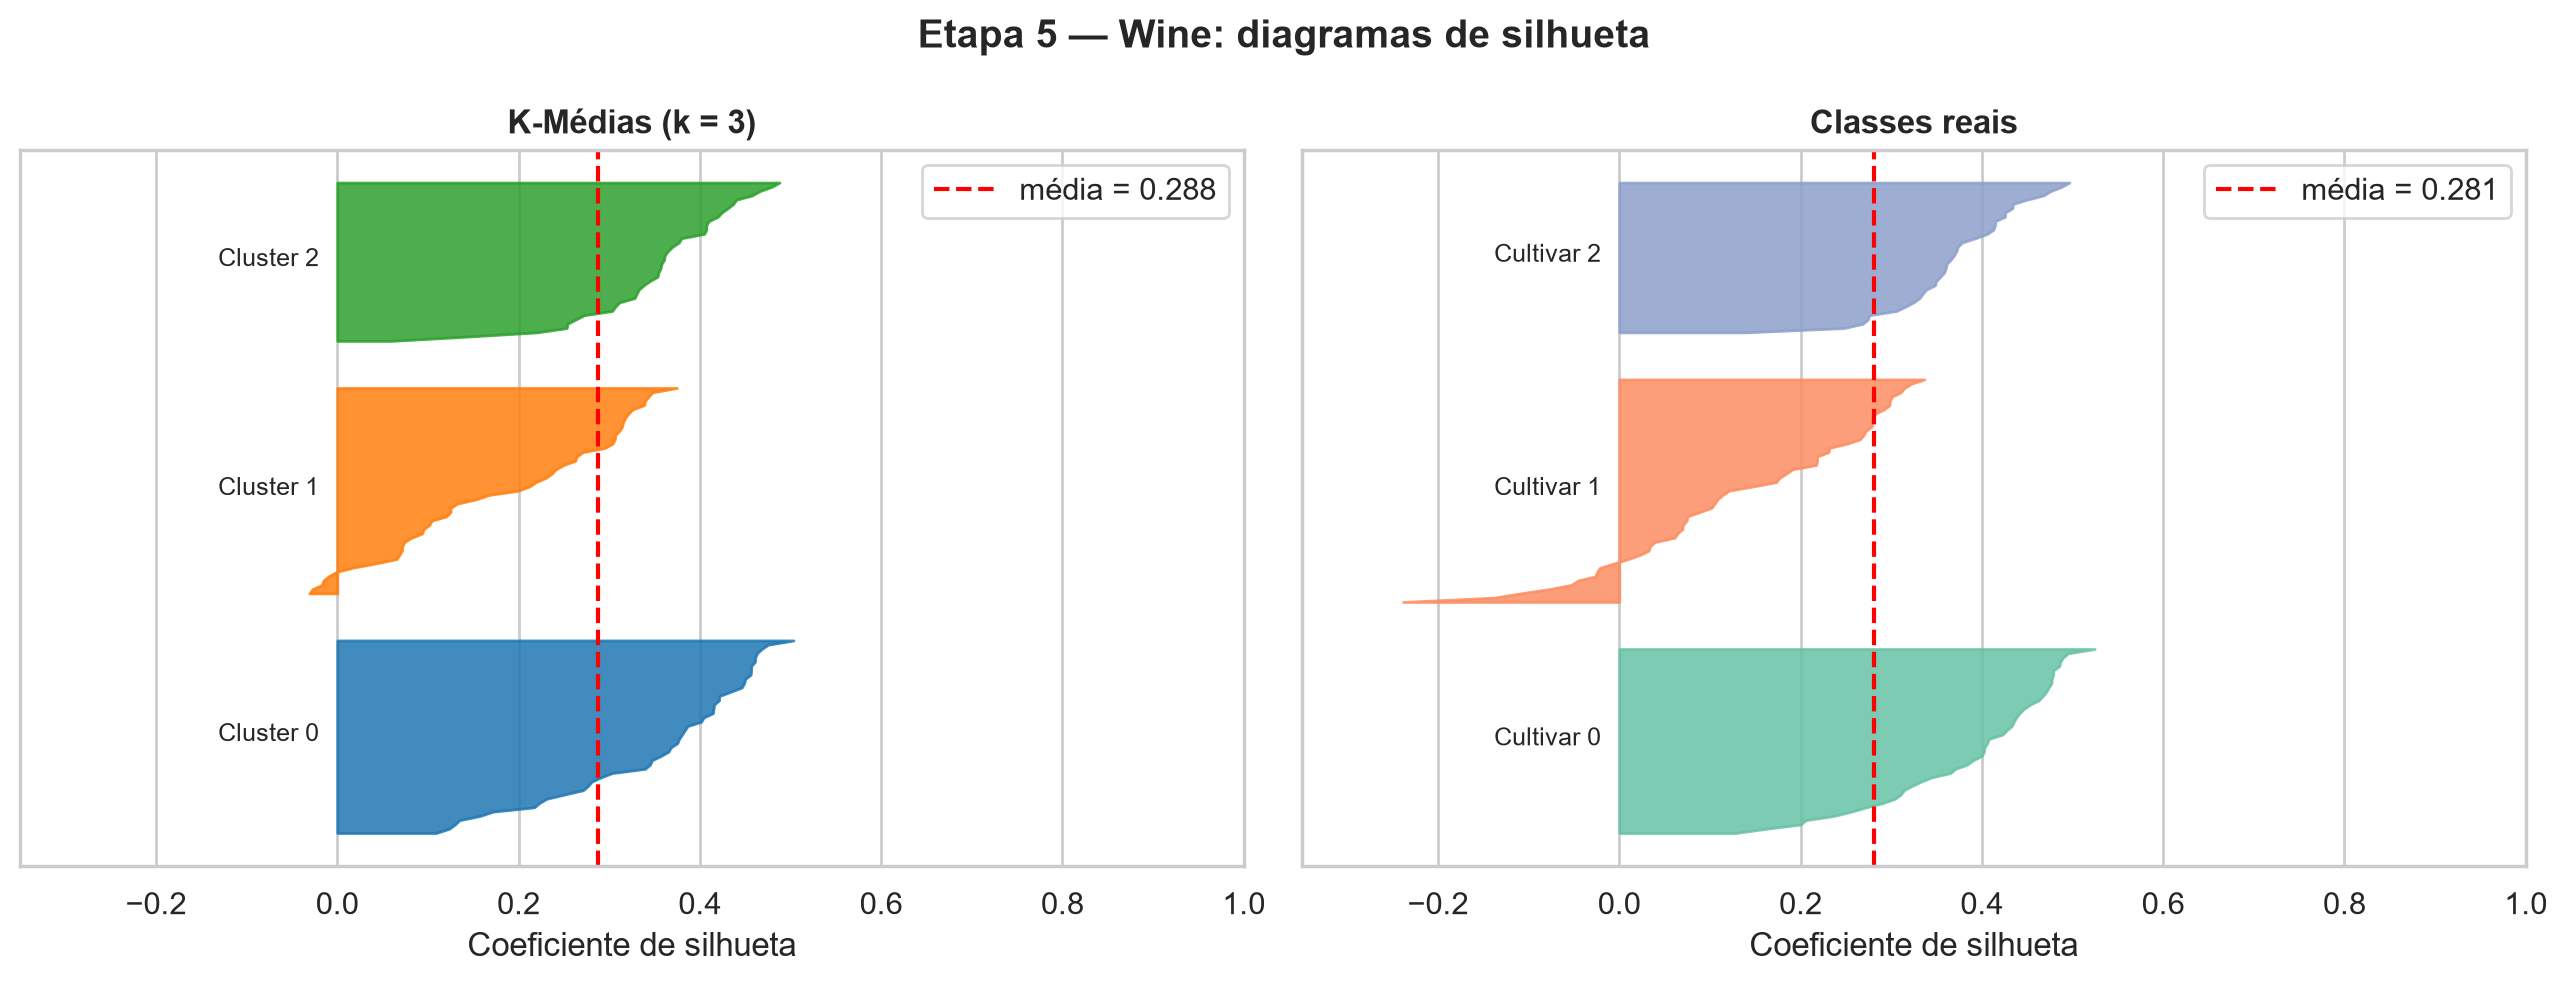 Etapa 5 — Wine: diagramas de silhueta
K-Médias (k = 3)
média = 0.288
Cluster 2
Cluster 1
Cluster 0
−0.2 0.0 0.2 0.4 0.6 0.8 1.0
Coeficiente de silhueta
Classes reais
média = 0.281
Cultivar 2
Cultivar 1
Cultivar 0
−0.2 0.0 0.2 0.4 0.6 0.8 1.0
Coeficiente de silhueta